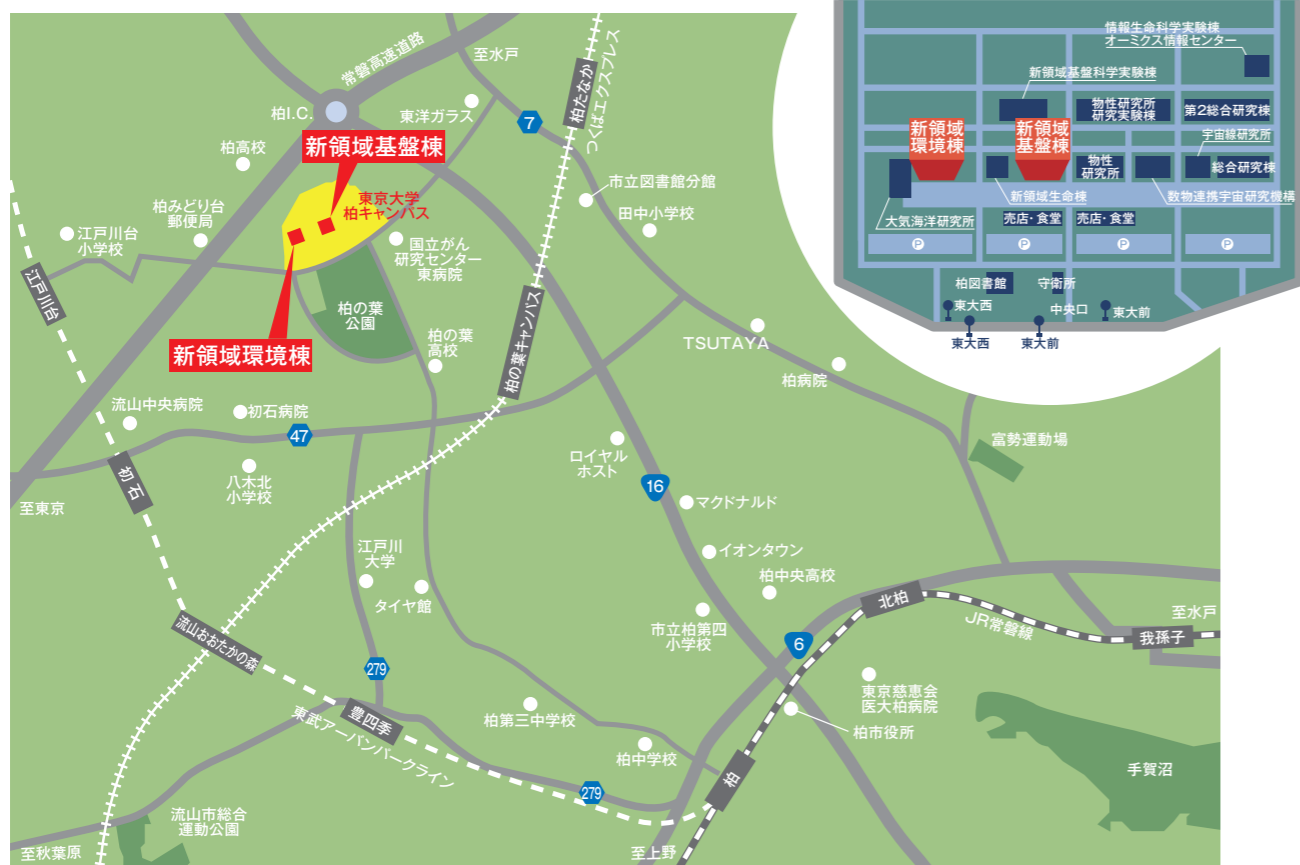 常磐高速道路
至水戸
つくばエクスプレス
柏たなか
柏I.C.
東洋ガラス
7
新領域基盤棟
柏高校
東京大学
柏キャンパス
市立図書館分館
柏みどり台
郵便局
田中小学校
江戸川台
小学校
国立がん
研究センター
東病院
江戸川台
柏の葉
公園
柏の葉キャンパス
柏の葉
高校
TSUTAYA
新領域環境棟
柏病院
流山中央病院
初石病院
47
ロイヤル
ホスト
富勢運動場
初石
八木北
小学校
16
マクドナルド
至東京
江戸川
大学
イオンタウン
柏中央高校
タイヤ館
北柏
JR常磐線
至水戸
市立柏第四
小学校
我孫子
流山おおたかの森
6
279
東京慈恵会
医大柏病院
豊四季
東武アーバンパークライン
柏第三中学校
柏市役所
柏中学校
柏
手賀沼
279
流山市総合
運動公園
至秋葉原
至上野
情報生命科学実験棟
オーミクス情報センター
新領域基盤科学実験棟
物性研究所
研究実験棟
第2総合研究棟
新領域
環境棟
新領域
基盤棟
宇宙線研究所
物性
研究所
総合研究棟
新領域生命棟
数物連携宇宙研究機構
大気海洋研究所
売店・食堂
売店・食堂
P
P
P
P
柏図書館
守衛所
東大西
中央口
東大前
東大西
東大前